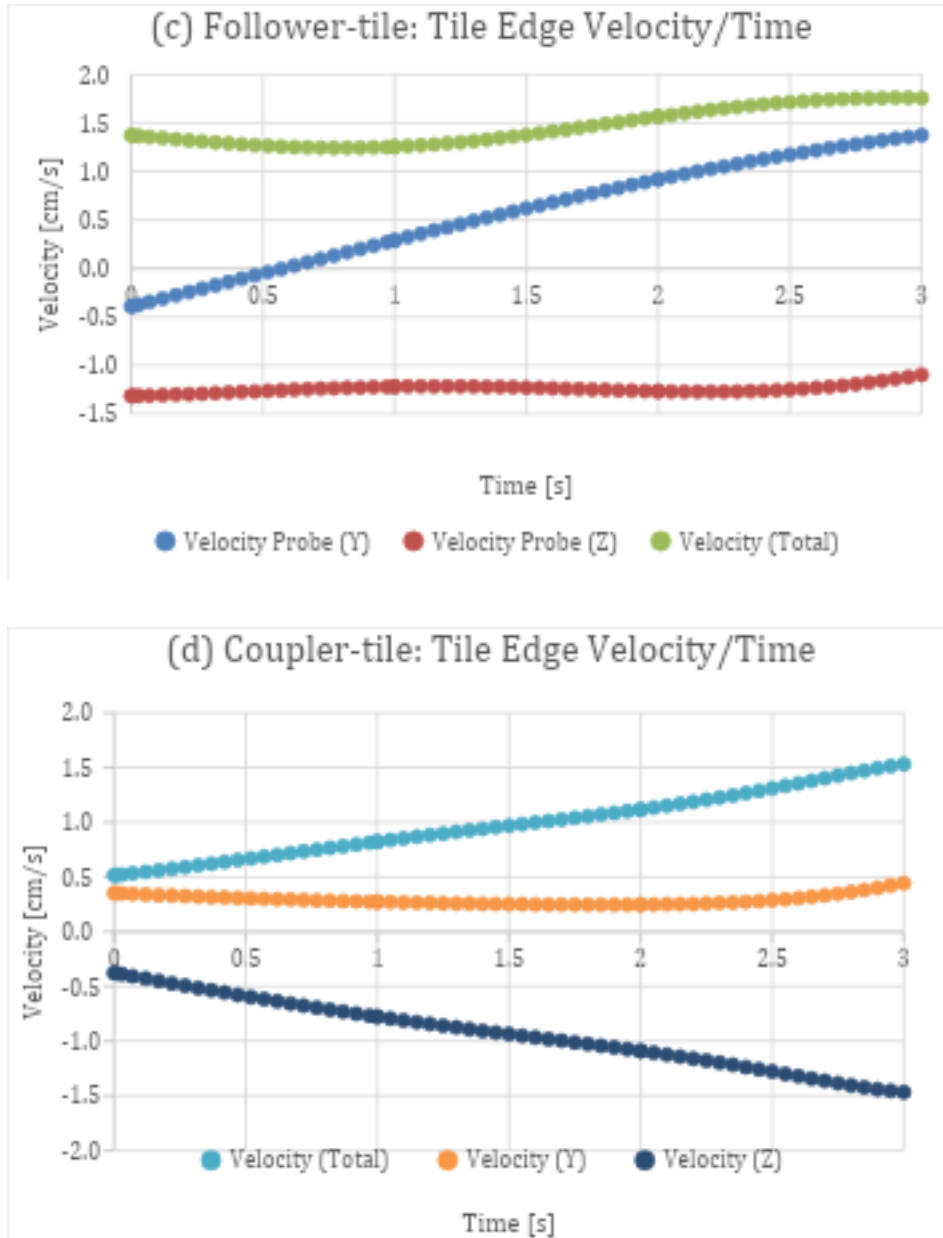 (c) Follower-tile: Tile Edge Velocity/Time
2.0
1.5
1.0
0.5
0.0
-0.5
-1.0
-1.5
Velocity [cm/s]
0 0.5 1 1.5 2 2.5 3
Time [s]
Velocity Probe (Y) Velocity Probe (Z) Velocity (Total)
(d) Coupler-tile: Tile Edge Velocity/Time
2.0
1.5
1.0
0.5
0.0
-0.5
-1.0
-1.5
-2.0
Velocity [cm/s]
0 0.5 1 1.5 2 2.5 3
Velocity (Total) Velocity (Y) Velocity (Z)
Time [s]